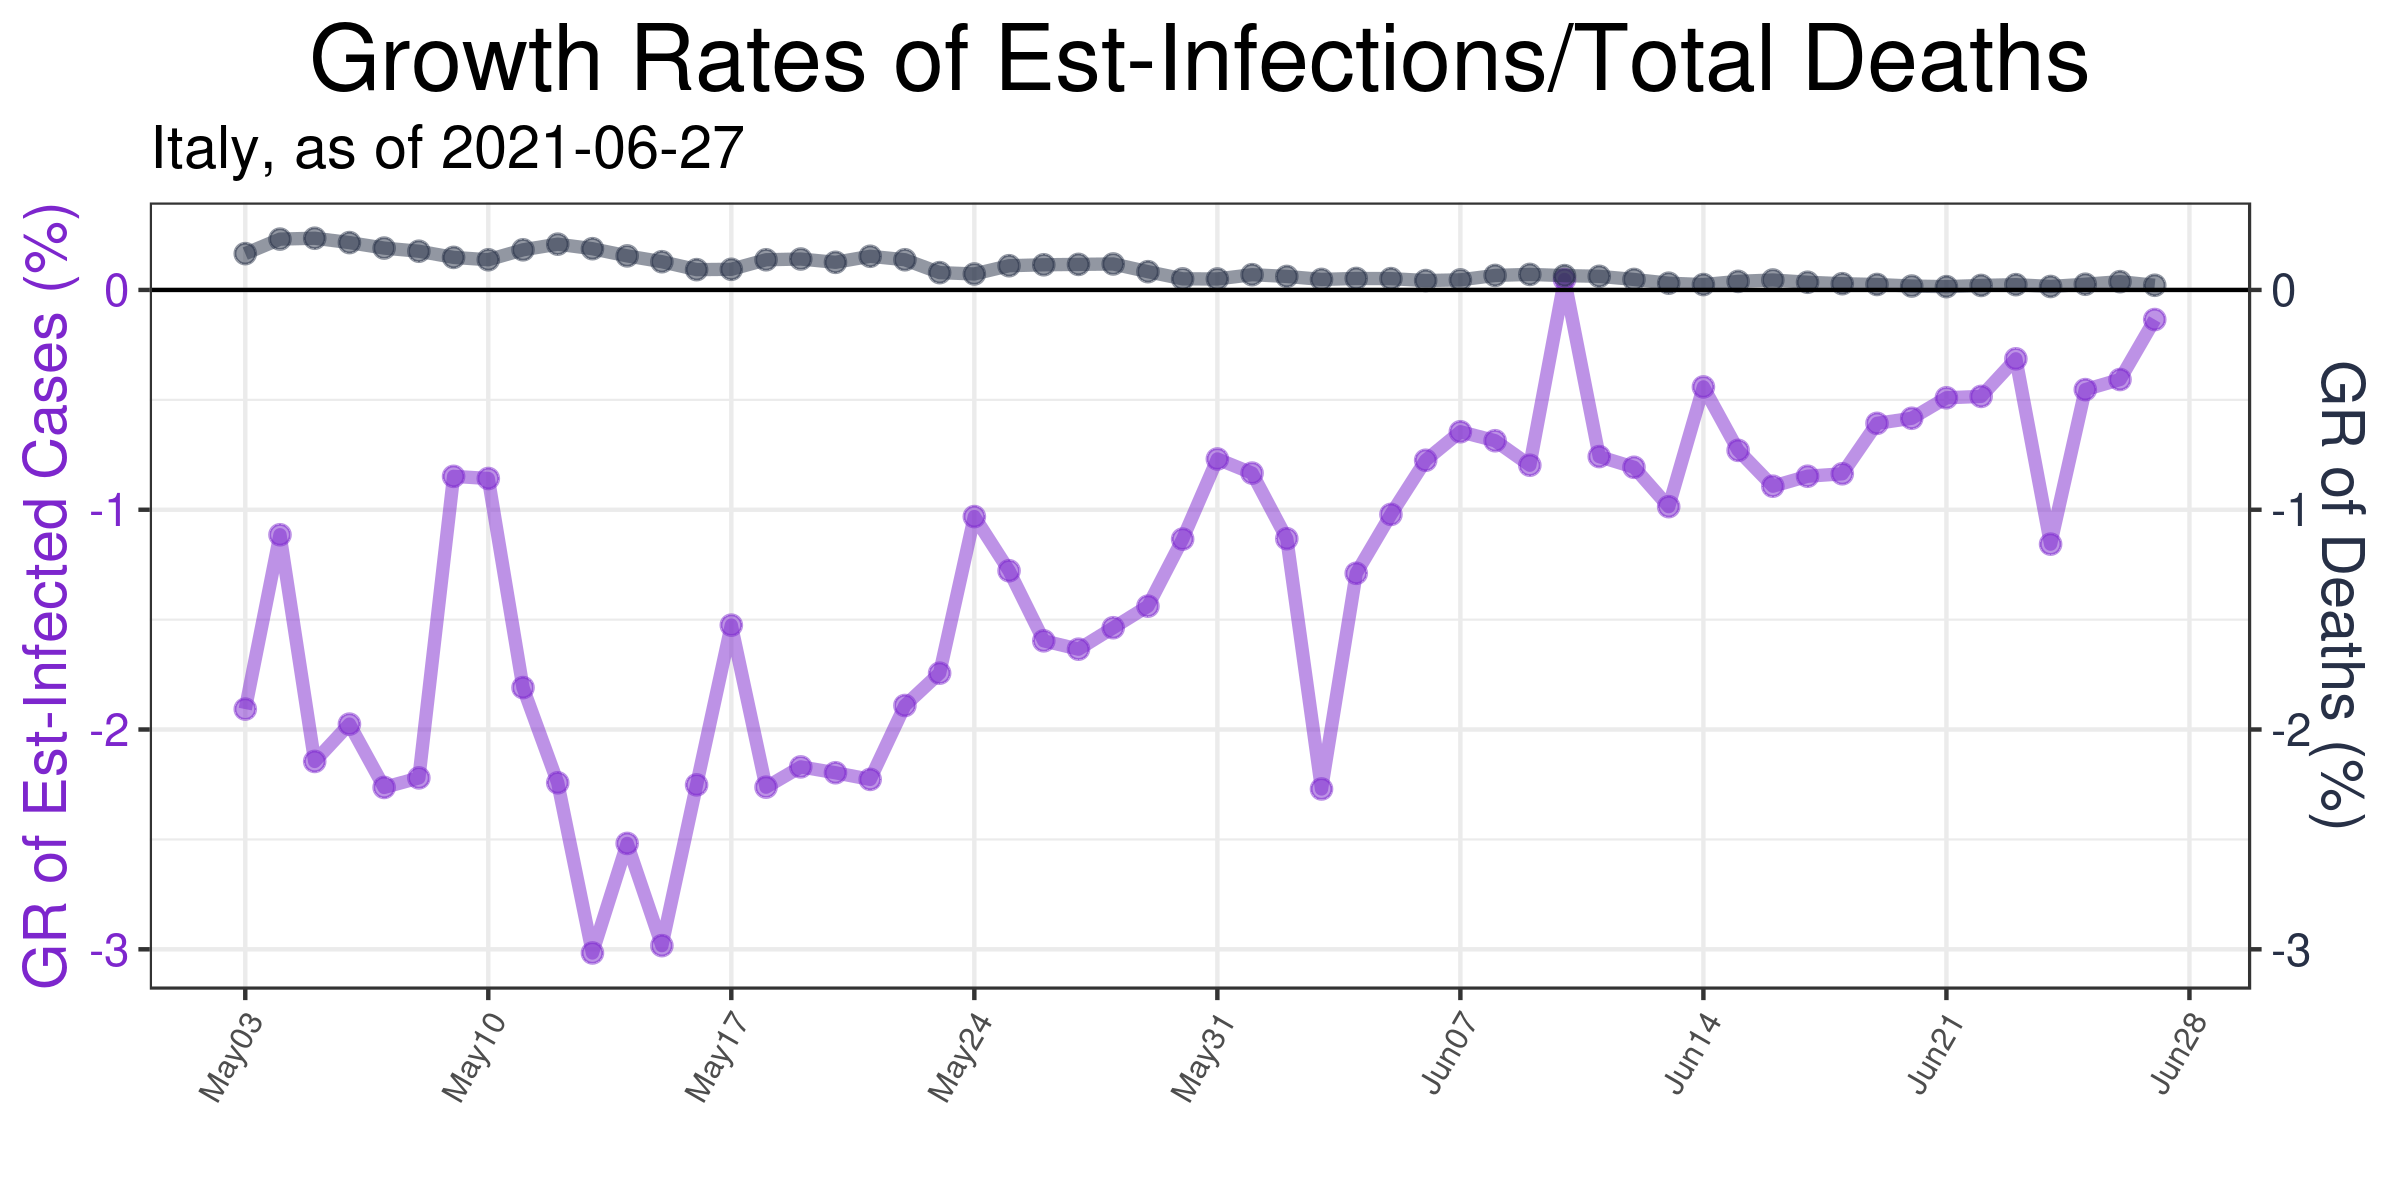 Growth Rates of Est-Infections/Total Deaths
Italy, as of 2021-06-27
GR of Est-Infected Cases (%)
0
-1
-2
-3
0
-1
-2
-3
GR of Deaths (%)
May03
May10
May17
May24
May31
Jun07
Jun14
Jun21
Jun28